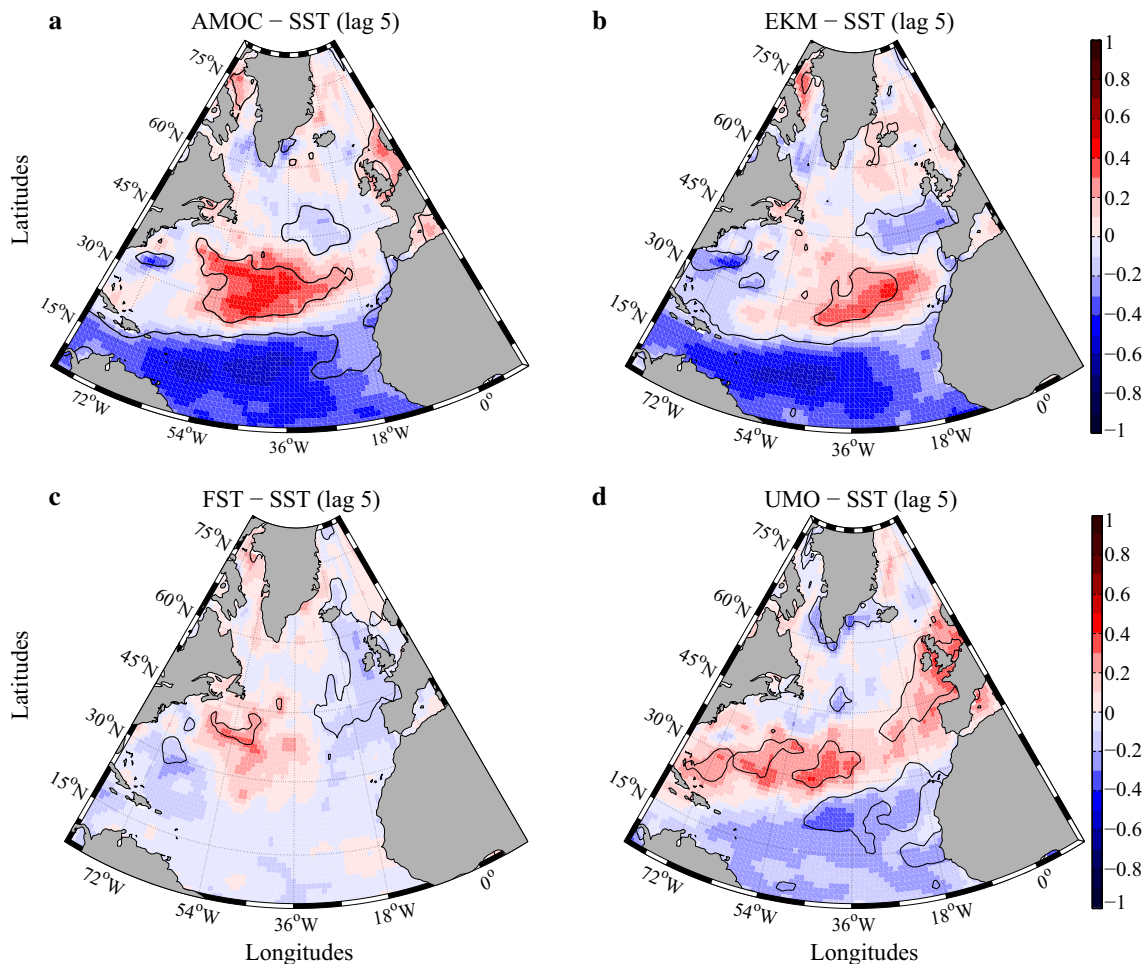 a AMOC – SST (lag 5)
75°N
60°N
45°N
30°N
15°N
72°W
54°W
36°W
18°W
0°
Latitudes
b EKM – SST (lag 5)
75°N
60°N
45°N
30°N
15°N
72°W
54°W
36°W
18°W
0°
1
0.8
0.6
0.4
0.2
0
−0.2
−0.4
−0.6
−0.8
−1
c FST – SST (lag 5)
75°N
60°N
45°N
30°N
15°N
72°W
54°W
36°W
18°W
0°
Latitudes
Longitudes
d UMO – SST (lag 5)
75°N
60°N
45°N
30°N
15°N
72°W
54°W
36°W
18°W
0°
Longitudes
1
0.8
0.6
0.4
0.2
0
−0.2
−0.4
−0.6
−0.8
−1